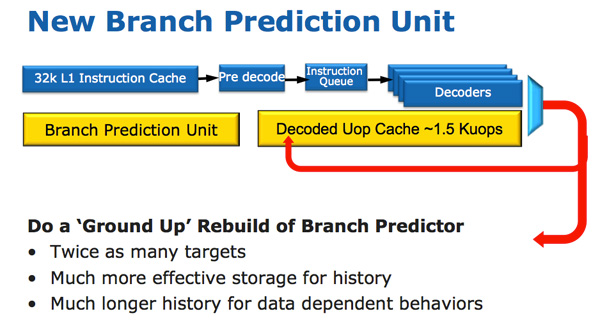 New Branch Prediction Unit
32k L1 Instruction Cache
Pre decode
Instruction
Queue
Decoders
Branch Prediction Unit
Decoded Uop Cache ~1.5 Kuops
Do a ‘Ground Up’ Rebuild of Branch Predictor
• Twice as many targets
• Much more effective storage for history
• Much longer history for data dependent behaviors